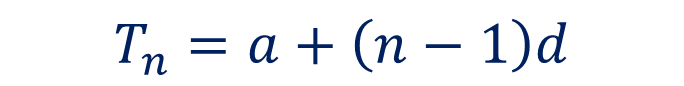 Tₙ = a + (n − 1)d